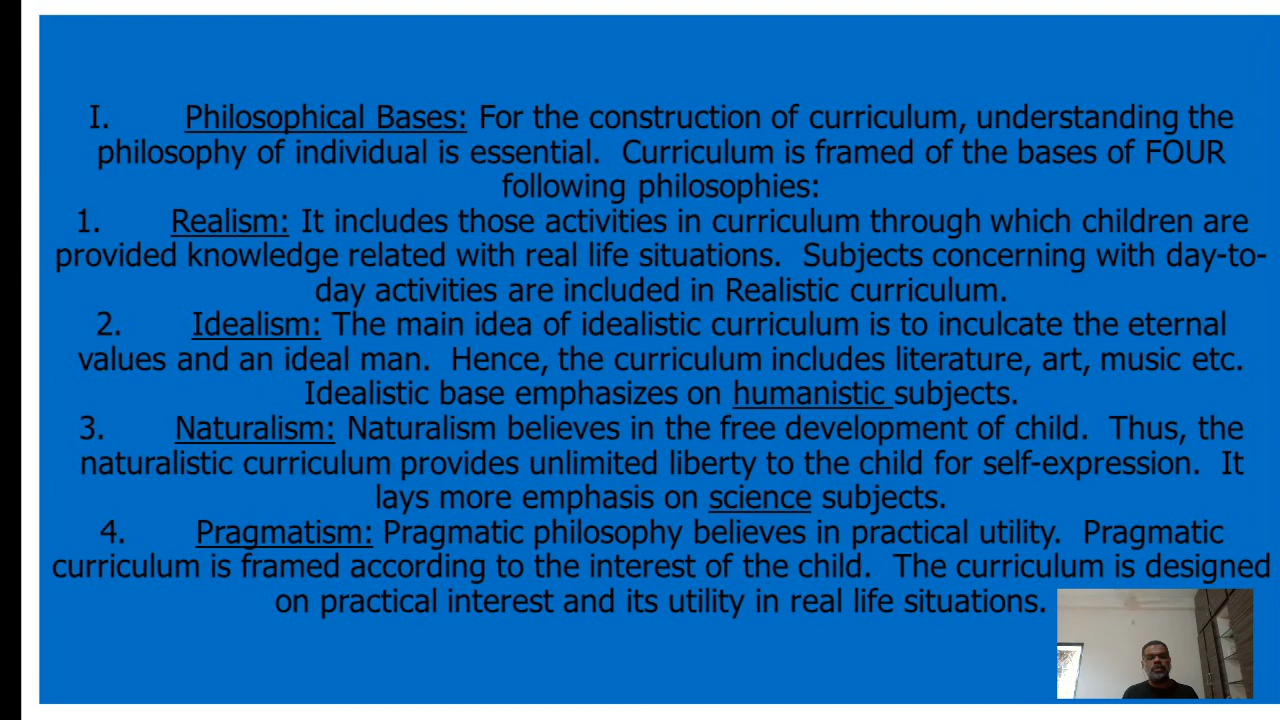 I. Philosophical Bases: For the construction of curriculum, understanding the
philosophy of individual is essential. Curriculum is framed of the bases of FOUR
following philosophies:
1. Realism: It includes those activities in curriculum through which children are
provided knowledge related with real life situations. Subjects concerning with day-to-
day activities are included in Realistic curriculum.
2. Idealism: The main idea of idealistic curriculum is to inculcate the eternal
values and an ideal man. Hence, the curriculum includes literature, art, music etc.
Idealistic base emphasizes on humanistic subjects.
3. Naturalism: Naturalism believes in the free development of child. Thus, the
naturalistic curriculum provides unlimited liberty to the child for self-expression. It
lays more emphasis on science subjects.
4. Pragmatism: Pragmatic philosophy believes in practical utility. Pragmatic
curriculum is framed according to the interest of the child. The curriculum is designed
on practical interest and its utility in real life situations.